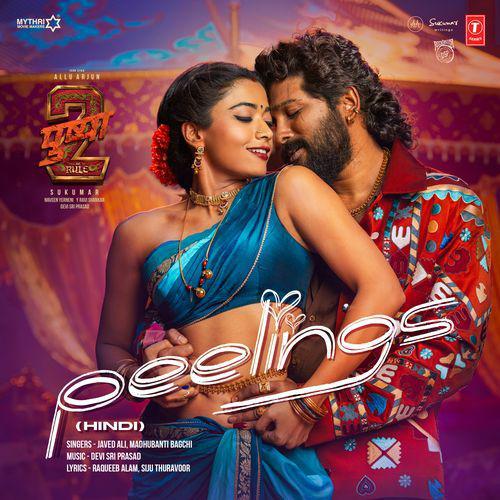 MYTHRI
MOVIE MAKERS
SUKUMAR
writings
T
SERIES
ALLU ARJUN
पुष्पा
2
THE RULE
SUKUMAR
NAVEEN YERNENI Y RAVI SHANKAR
DEVI SRI PRASAD
peelings
(HINDI)
SINGERS - JAVED ALI, MADHUBANTI BAGCHI
MUSIC - DEVI SRI PRASAD
LYRICS - RAQUEEB ALAM, SIJU THURAVOOR